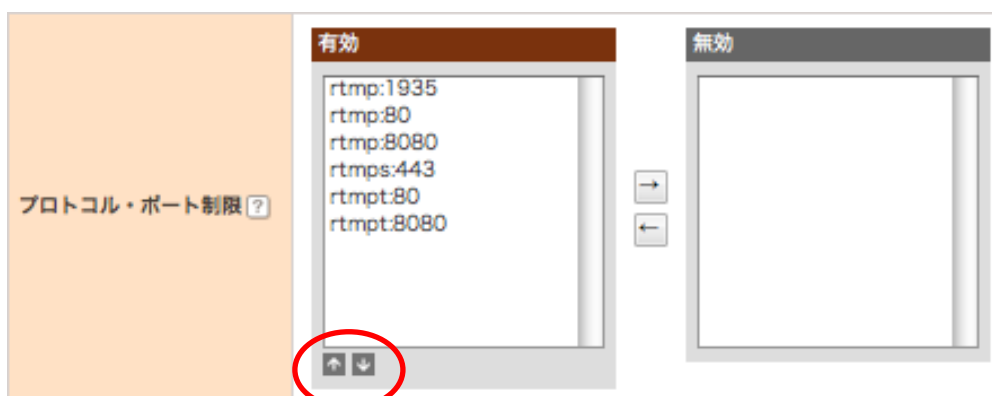 有効
無効
rtmp:1935
rtmp:80
rtmp:8080
rtmps:443
rtmpt:80
rtmpt:8080
プロトコル・ポート制限 ?
→
←